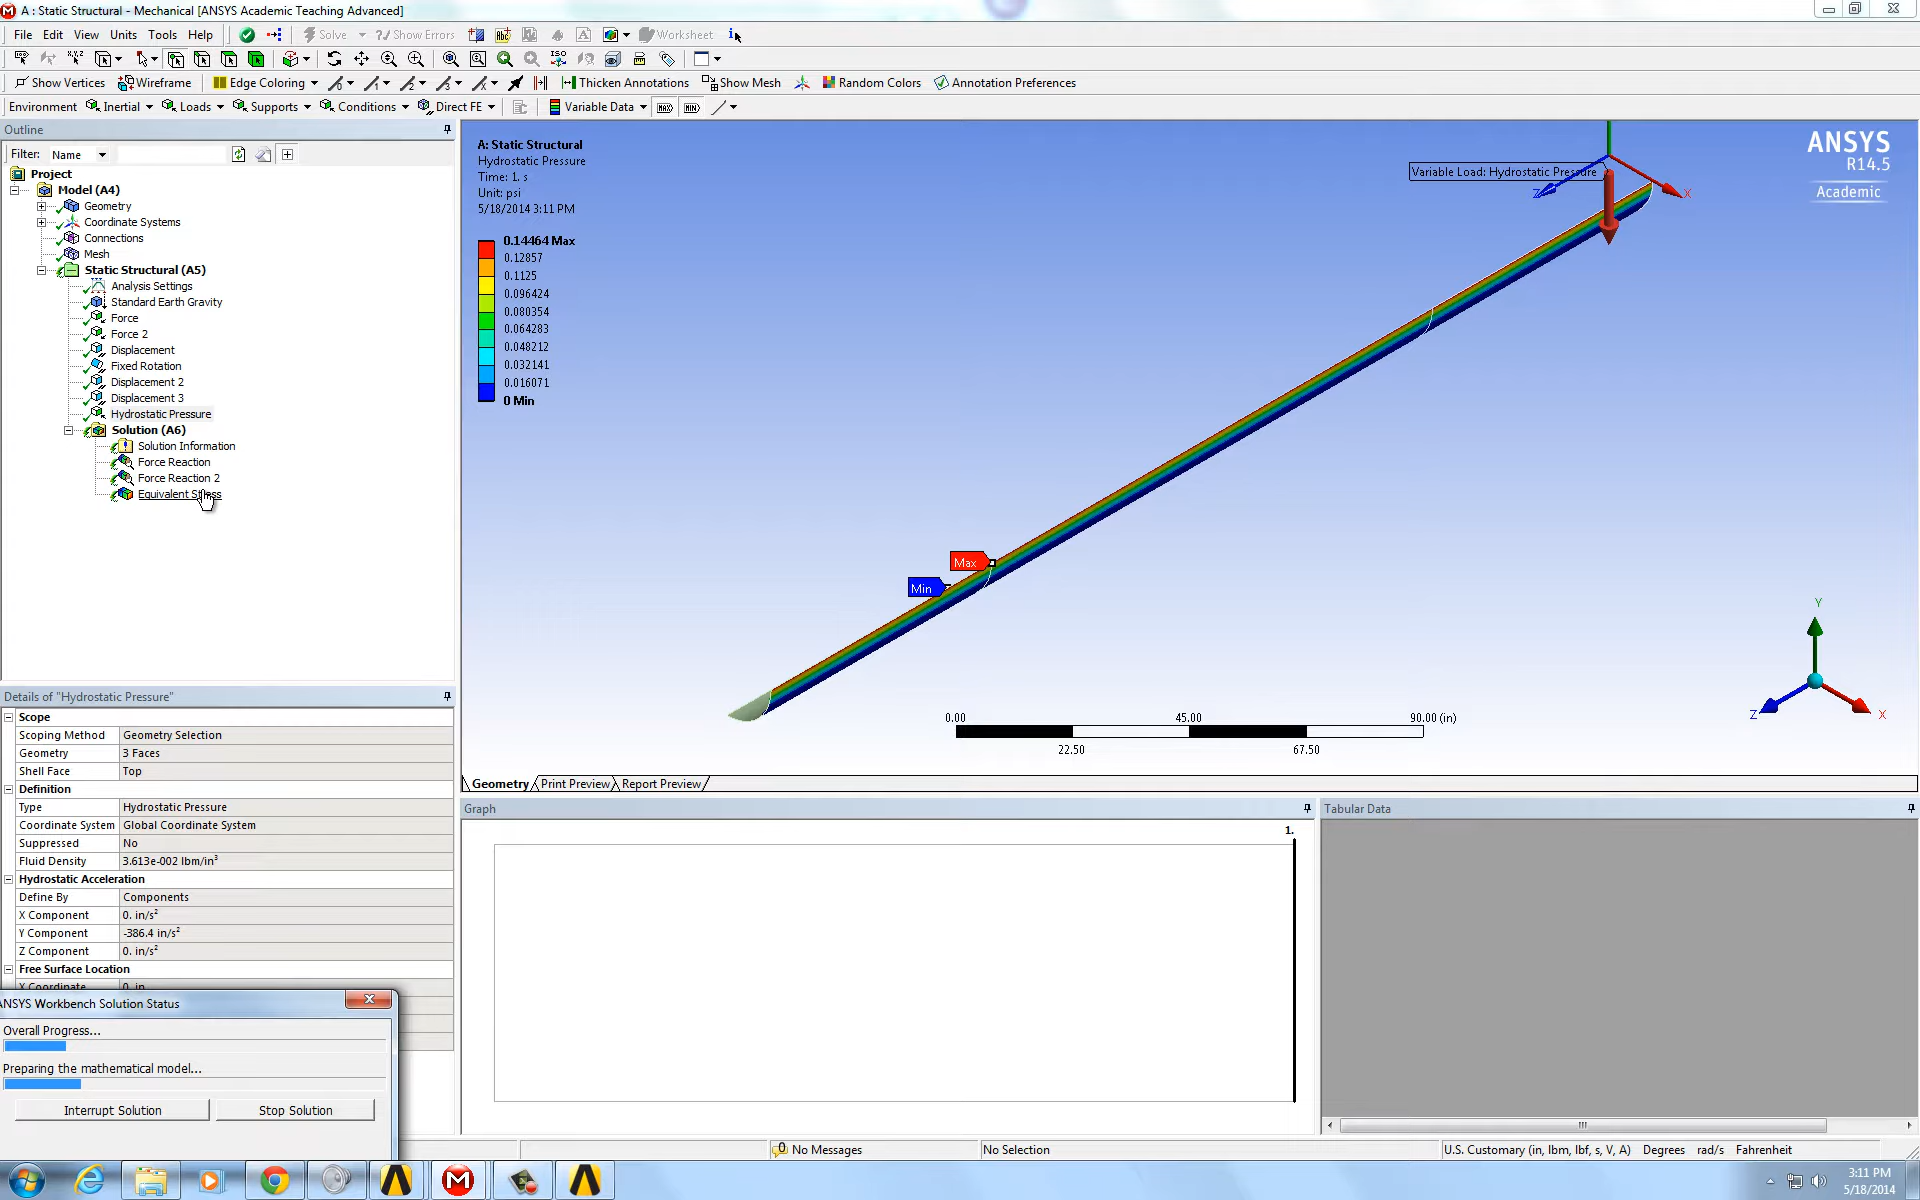 A : Static Structural - Mechanical [ANSYS Academic Teaching Advanced]
File Edit View Units Tools Help Solve ?/ Show Errors Worksheet
Show Vertices Wireframe Edge Coloring Thicken Annotations Show Mesh Random Colors Annotation Preferences
Environment Inertial Loads Supports Conditions Direct FE Variable Data MAX MIN
Outline
Filter: Name
Project
Model (A4)
Geometry
Coordinate Systems
Connections
Mesh
Static Structural (A5)
Analysis Settings
Standard Earth Gravity
Force
Force 2
Displacement
Fixed Rotation
Displacement 2
Displacement 3
Hydrostatic Pressure
Solution (A6)
Solution Information
Force Reaction
Force Reaction 2
Equivalent Stress
Details of "Hydrostatic Pressure"
Scope
Scoping Method Geometry Selection
Geometry 3 Faces
Shell Face Top
Definition
Type Hydrostatic Pressure
Coordinate System Global Coordinate System
Suppressed No
Fluid Density 3.613e-002 lbm/in³
Hydrostatic Acceleration
Define By Components
X Component 0. in/s²
Y Component -386.4 in/s²
Z Component 0. in/s²
Free Surface Location
X Coordinate 0. in
ANSYS Workbench Solution Status
Overall Progress...
Preparing the mathematical model...
Interrupt Solution Stop Solution
A: Static Structural
Hydrostatic Pressure
Time: 1. s
Unit: psi
5/18/2014 3:11 PM
0.14464 Max
0.12857
0.1125
0.096424
0.080354
0.064283
0.048212
0.032141
0.016071
0 Min
Variable Load: Hydrostatic Pressure
Z X
ANSYS
R14.5
Academic
Max
Min
Y
Z X
0.00 45.00 90.00 (in)
22.50 67.50
Geometry Print Preview Report Preview
Graph
1.
Tabular Data
No Messages No Selection U.S. Customary (in, lbm, lbf, s, V, A) Degrees rad/s Fahrenheit
3:11 PM
5/18/2014